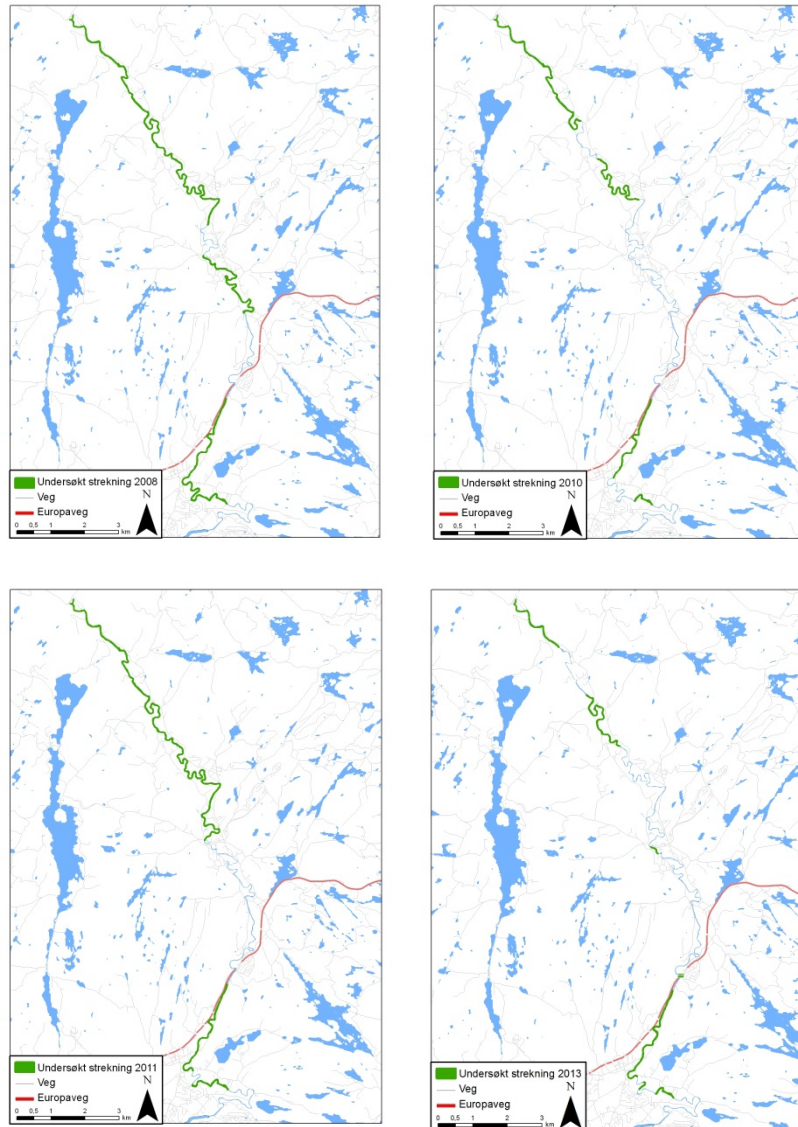 Undersøkt strekning 2008
N
Veg
Europaveg
0 0.5 1 2 3
km
Undersøkt strekning 2010
N
Veg
Europaveg
0 0.5 1 2 3
km
Undersøkt strekning 2011
N
Veg
Europaveg
0 0.5 1 2 3
km
Undersøkt strekning 2013
N
Veg
Europaveg
0 0.5 1 2 3
km